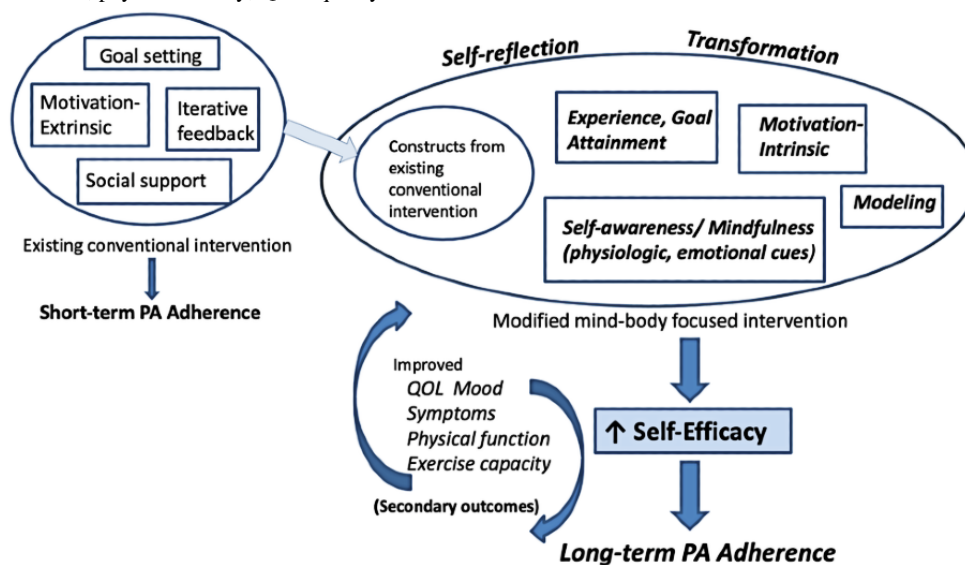 Goal setting
Motivation-
Extrinsic
Iterative
feedback
Social support
Existing conventional intervention
Short-term PA Adherence
Self-reflection
Transformation
Constructs from
existing
conventional
intervention
Experience, Goal
Attainment
Motivation-
Intrinsic
Modeling
Self-awareness/ Mindfulness
(physiologic, emotional cues)
Modified mind-body focused intervention
Improved
QOL Mood
Symptoms
Physical function
Exercise capacity
(Secondary outcomes)
↑ Self-Efficacy
Long-term PA Adherence